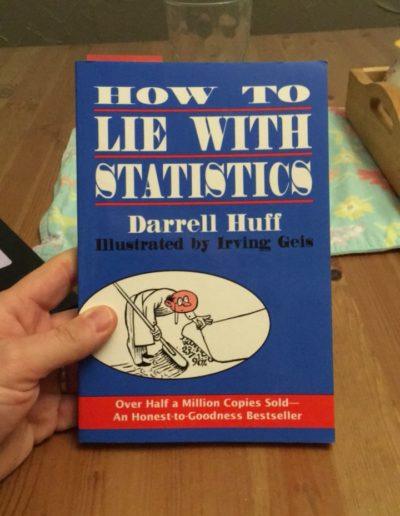 HOW TO
LIE WITH
STATISTICS
Darrell Huff
Illustrated by Irving Geis
Over Half a Million Copies Sold—
An Honest-to-Goodness Bestseller